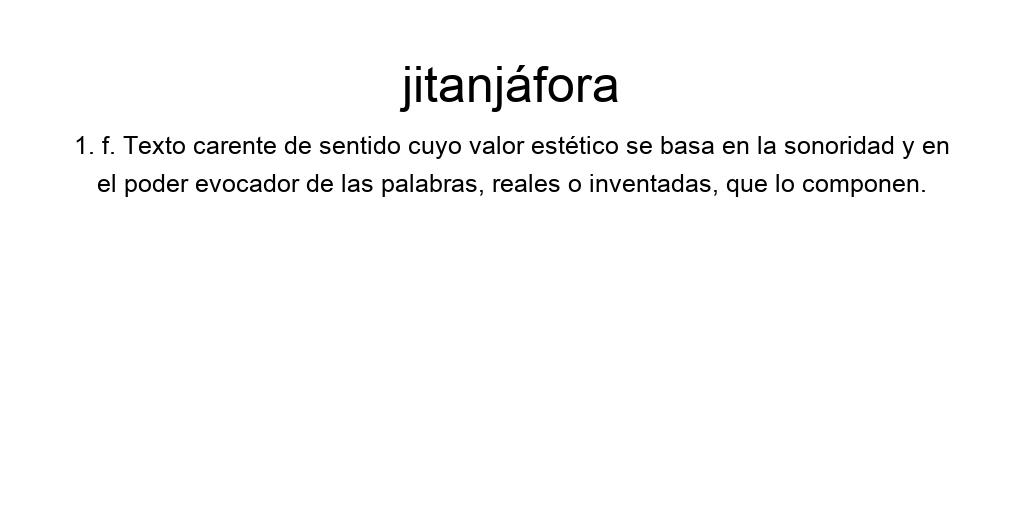 jitanjáfora
1. f. Texto carente de sentido cuyo valor estético se basa en la sonoridad y en
el poder evocador de las palabras, reales o inventadas, que lo componen.